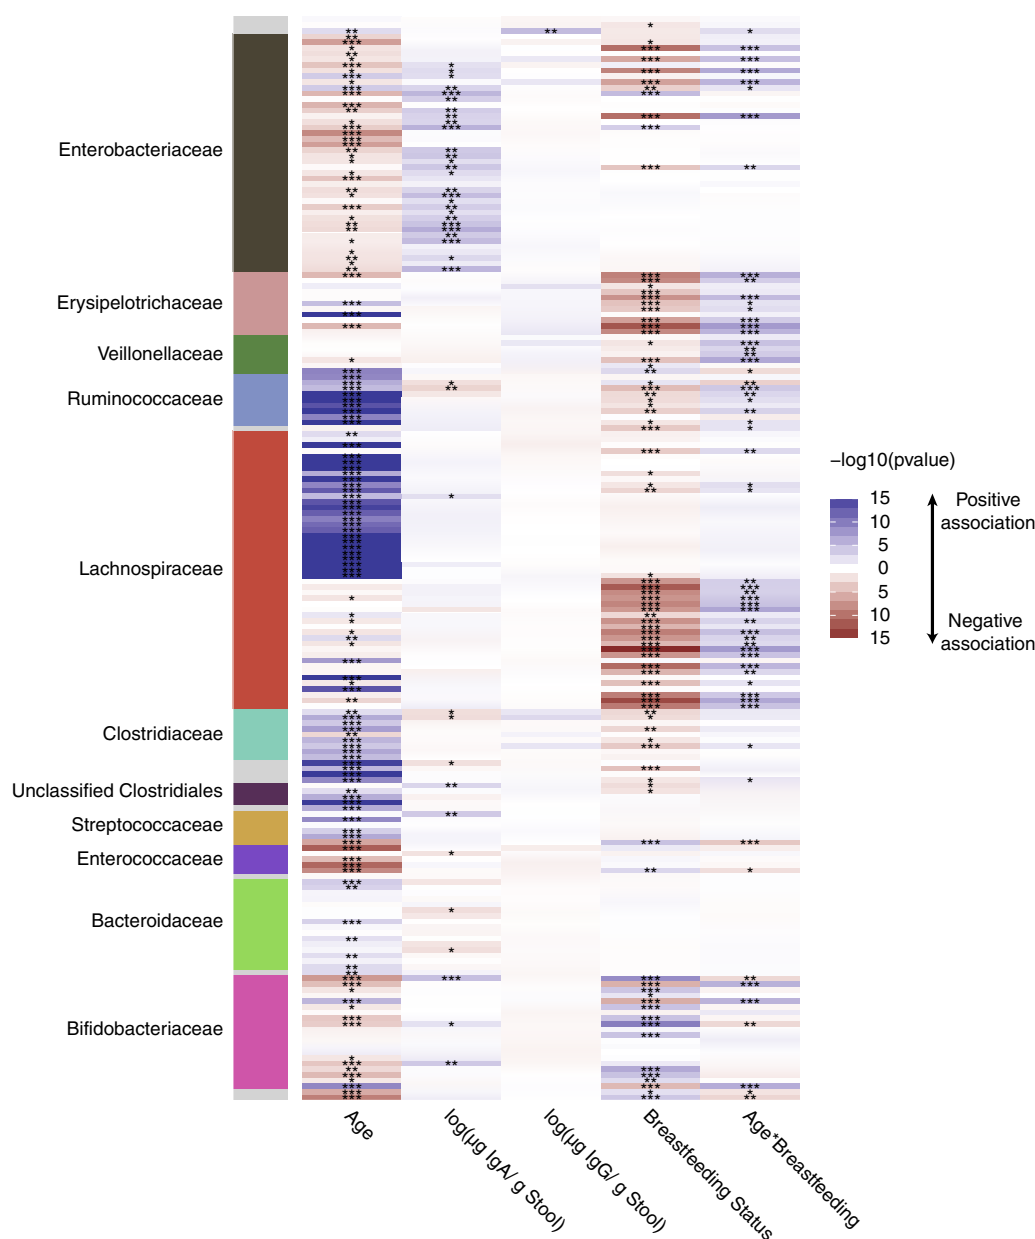 Enterobacteriaceae
Erysipelotrichaceae
Veillonellaceae
Ruminococcaceae
Lachnospiraceae
Clostridiaceae
Unclassified Clostridiales
Streptococcaceae
Enterococcaceae
Bacteroidaceae
Bifidobacteriaceae
−log10(pvalue)
15
10
5
0
5
10
15
Positive
association
Negative
association
Age
log(µg IgA/ g Stool)
log(µg IgG/ g Stool)
Breastfeeding Status
Age*Breastfeeding